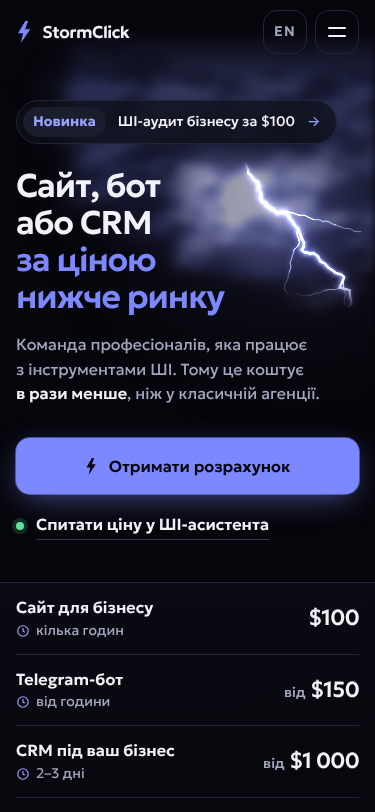 StormClick
EN
Новинка ШІ-аудит бізнесу за $100 →
Сайт, бот
або CRM
за ціною
нижче ринку
Команда професіоналів, яка працює
з інструментами ШІ. Тому це коштує
в рази менше, ніж у класичній агенції.
Отримати розрахунок
Спитати ціну у ШІ-асистента
Сайт для бізнесу
кілька годин
$100
Telegram-бот
від години
від $150
CRM під ваш бізнес
2–3 дні
від $1 000